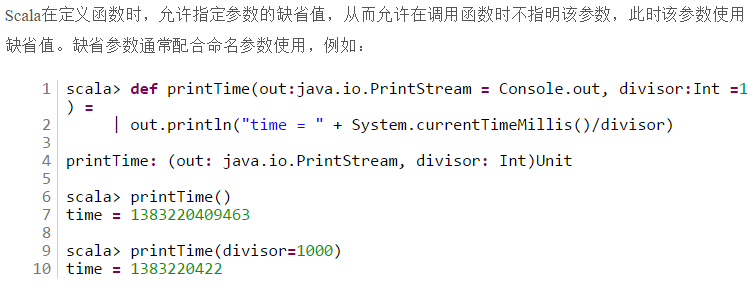 Scala在定义函数时，允许指定参数的缺省值，从而允许在调用函数时不指明该参数，此时该参数使用
缺省值。缺省参数通常配合命名参数使用，例如：
1 scala> def printTime(out:java.io.PrintStream = Console.out, divisor:Int =1
) =
2      | out.println("time = " + System.currentTimeMillis()/divisor)
3
4 printTime: (out: java.io.PrintStream, divisor: Int)Unit
5
6 scala> printTime()
7 time = 1383220409463
8
9 scala> printTime(divisor=1000)
10 time = 1383220422